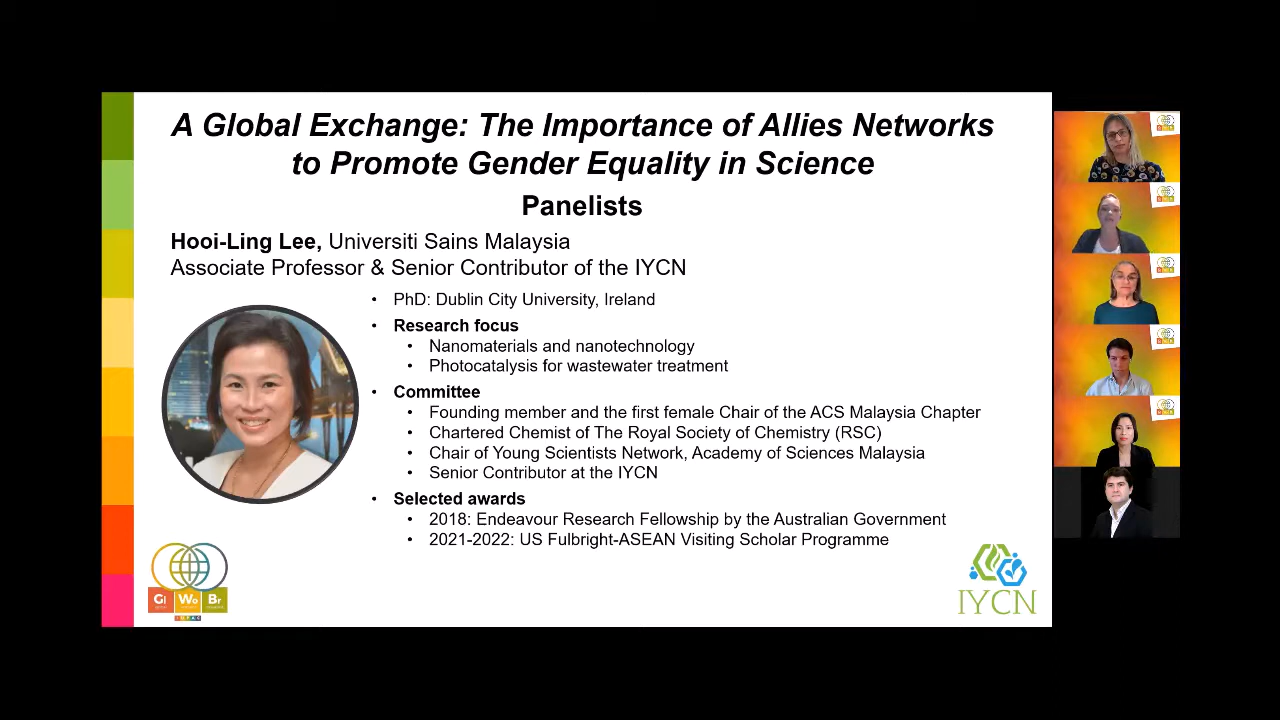 A Global Exchange: The Importance of Allies Networks
to Promote Gender Equality in Science
Panelists
Hooi-Ling Lee, Universiti Sains Malaysia
Associate Professor & Senior Contributor of the IYCN
• PhD: Dublin City University, Ireland
• Research focus
• Nanomaterials and nanotechnology
• Photocatalysis for wastewater treatment
• Committee
• Founding member and the first female Chair of the ACS Malaysia Chapter
• Chartered Chemist of The Royal Society of Chemistry (RSC)
• Chair of Young Scientists Network, Academy of Sciences Malaysia
• Senior Contributor at the IYCN
• Selected awards
• 2018: Endeavour Research Fellowship by the Australian Government
• 2021-2022: US Fulbright-ASEAN Visiting Scholar Programme
Gl Wo Br
IUPAC
IYCN